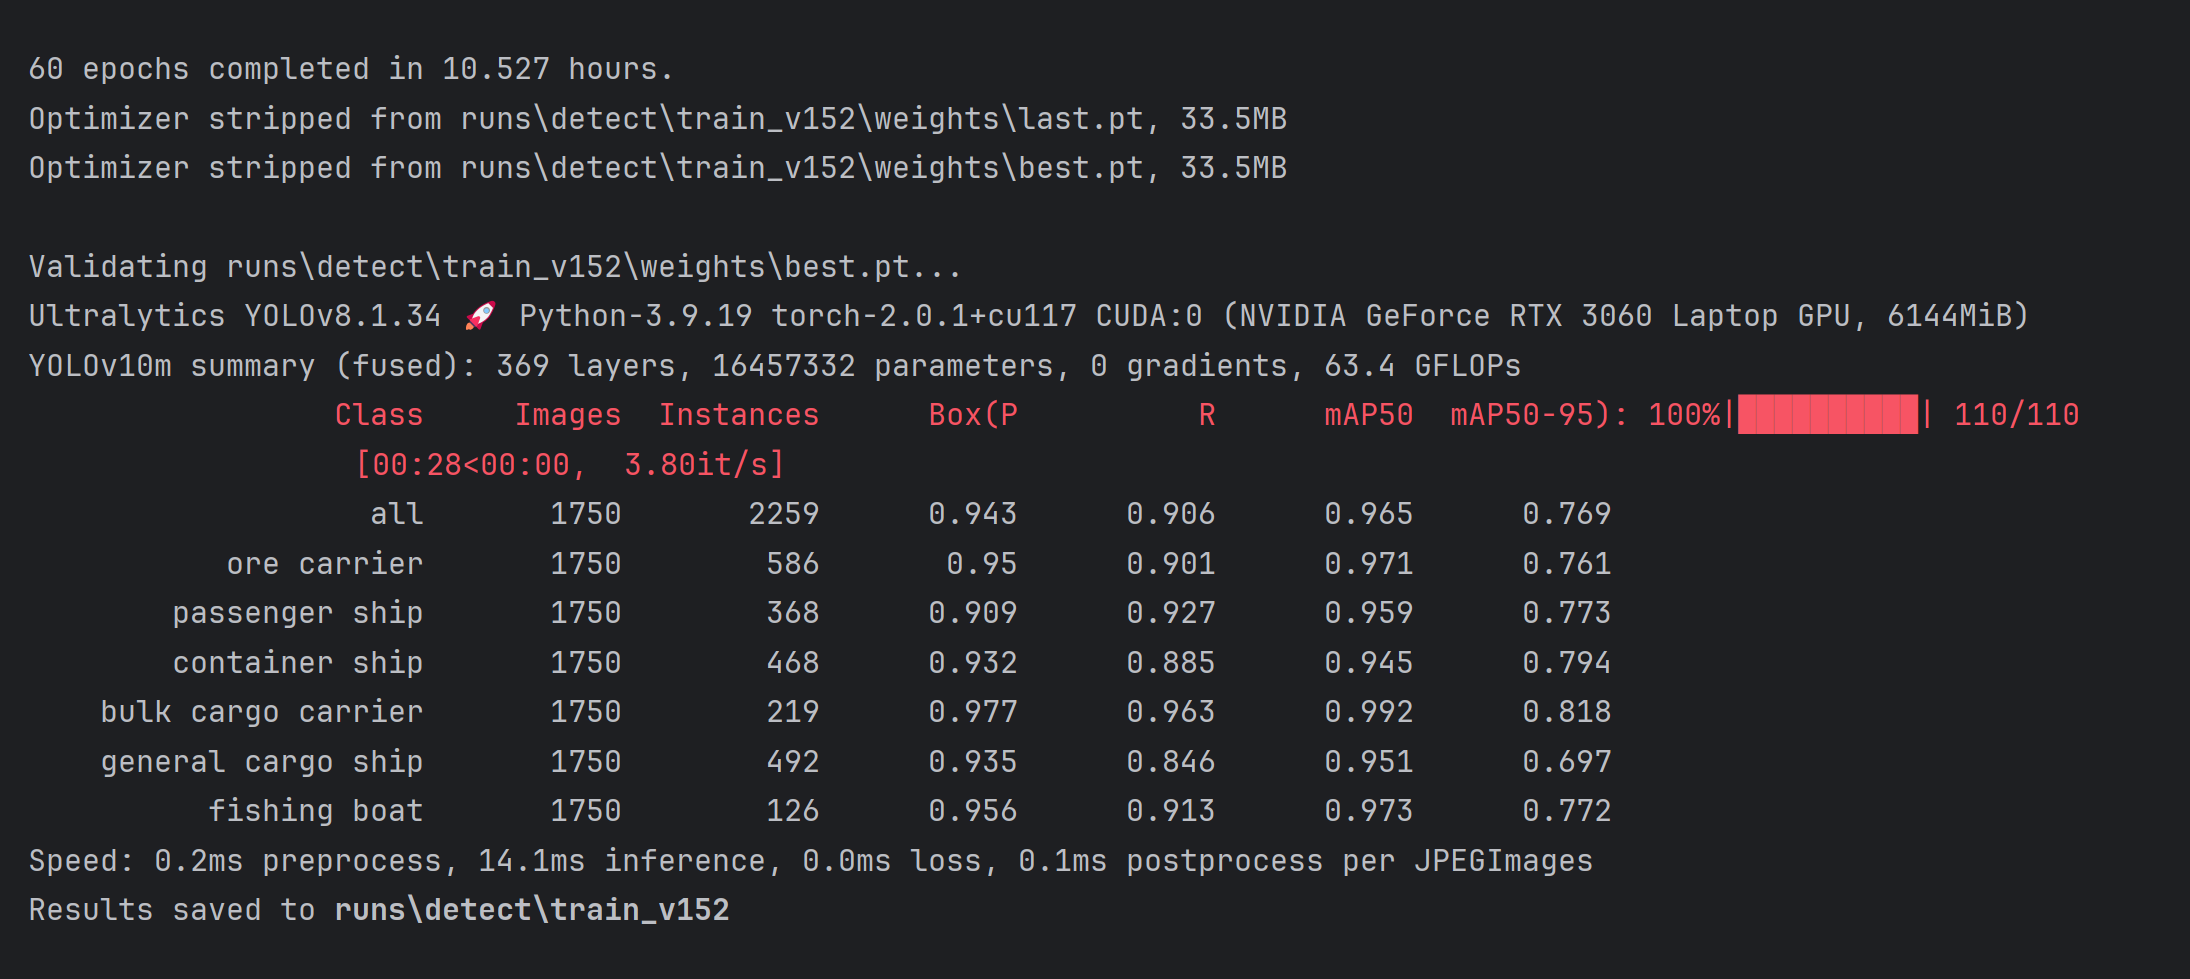 60 epochs completed in 10.527 hours.
Optimizer stripped from runs\detect\train_v152\weights\last.pt, 33.5MB
Optimizer stripped from runs\detect\train_v152\weights\best.pt, 33.5MB
Validating runs\detect\train_v152\weights\best.pt...
Ultralytics YOLOv8.1.34 🚀 Python-3.9.19 torch-2.0.1+cu117 CUDA:0 (NVIDIA GeForce RTX 3060 Laptop GPU, 6144MiB)
YOLOv10m summary (fused): 369 layers, 16457332 parameters, 0 gradients, 63.4 GFLOPs
Class Images Instances Box(P R mAP50 mAP50-95): 100%|██████████| 110/110
[00:28<00:00, 3.80it/s]
all 1750 2259 0.943 0.906 0.965 0.769
ore carrier 1750 586 0.95 0.901 0.971 0.761
passenger ship 1750 368 0.909 0.927 0.959 0.773
container ship 1750 468 0.932 0.885 0.945 0.794
bulk cargo carrier 1750 219 0.977 0.963 0.992 0.818
general cargo ship 1750 492 0.935 0.846 0.951 0.697
fishing boat 1750 126 0.956 0.913 0.973 0.772
Speed: 0.2ms preprocess, 14.1ms inference, 0.0ms loss, 0.1ms postprocess per JPEGImages
Results saved to runs\detect\train_v152